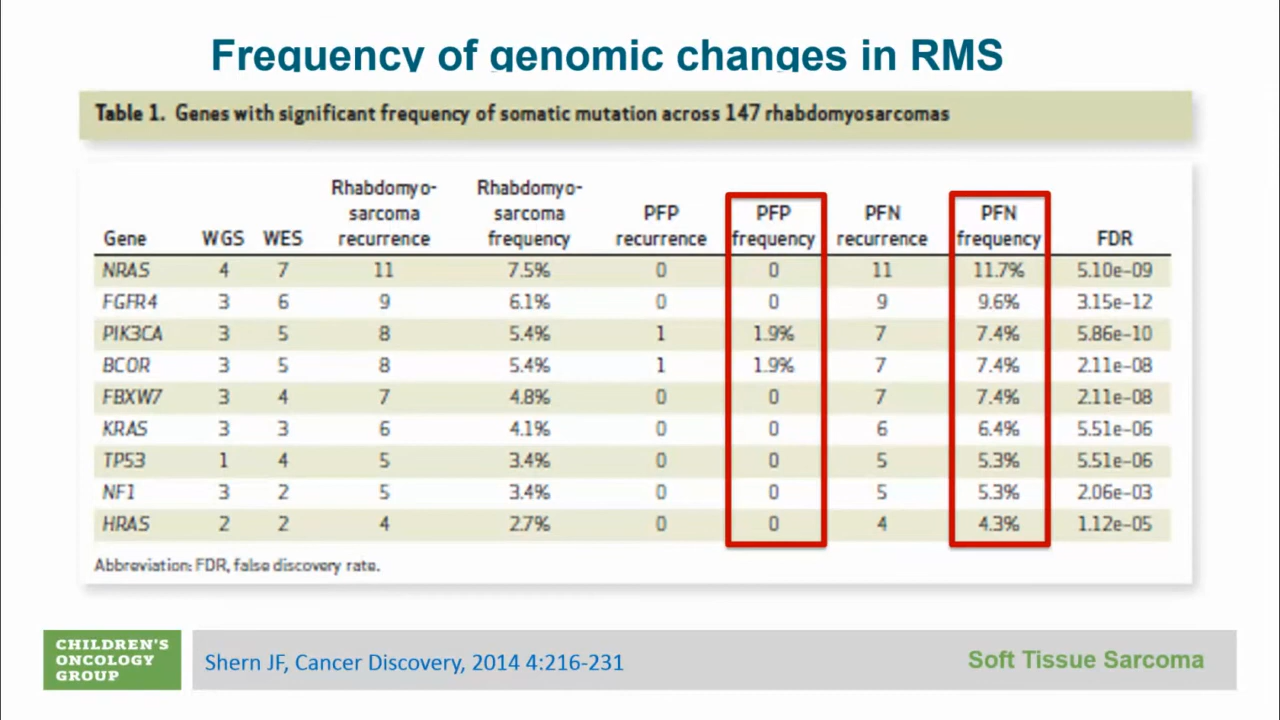 Frequency of genomic changes in RMS
Table 1. Genes with significant frequency of somatic mutation across 147 rhabdomyosarcomas
Gene WGS WES Rhabdomyo-sarcoma recurrence Rhabdomyo-sarcoma frequency PFP recurrence PFP frequency PFN recurrence PFN frequency FDR
NRAS 4 7 11 7.5% 0 0 11 11.7% 5.10e–09
FGFR4 3 6 9 6.1% 0 0 9 9.6% 3.15e–12
PIK3CA 3 5 8 5.4% 1 1.9% 7 7.4% 5.86e–10
BCOR 3 5 8 5.4% 1 1.9% 7 7.4% 2.11e–08
FBXW7 3 4 7 4.8% 0 0 7 7.4% 2.11e–08
KRAS 3 3 6 4.1% 0 0 6 6.4% 5.51e–06
TP53 1 4 5 3.4% 0 0 5 5.3% 5.51e–06
NF1 3 2 5 3.4% 0 0 5 5.3% 2.06e–03
HRAS 2 2 4 2.7% 0 0 4 4.3% 1.12e–05
Abbreviation: FDR, false discovery rate.
CHILDREN'S
ONCOLOGY
GROUP
Shern JF, Cancer Discovery, 2014 4:216-231
Soft Tissue Sarcoma